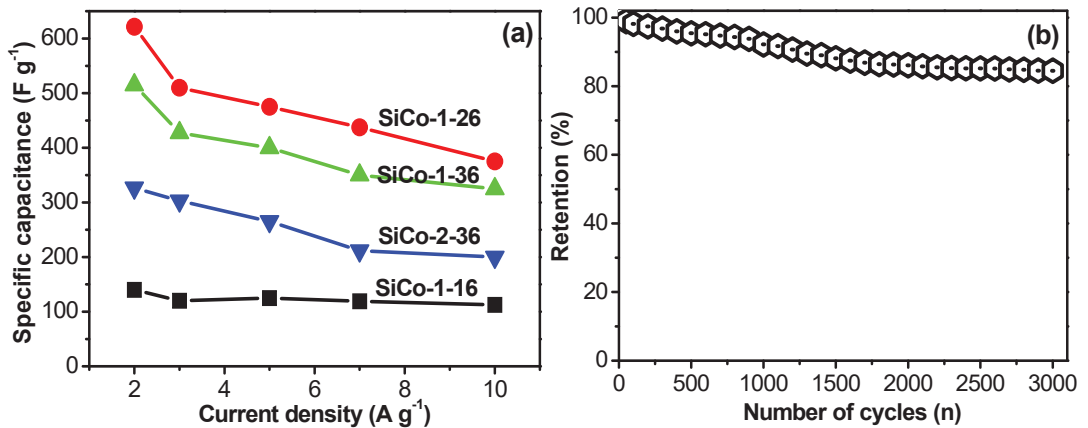 (a)
Specific capacitance (F g⁻¹)
600
500
400
300
200
100
0
SiCo-1-26
SiCo-1-36
SiCo-2-36
SiCo-1-16
2 4 6 8 10
Current density (A g⁻¹)
(b)
Retention (%)
100
80
60
40
20
0
0 500 1000 1500 2000 2500 3000
Number of cycles (n)